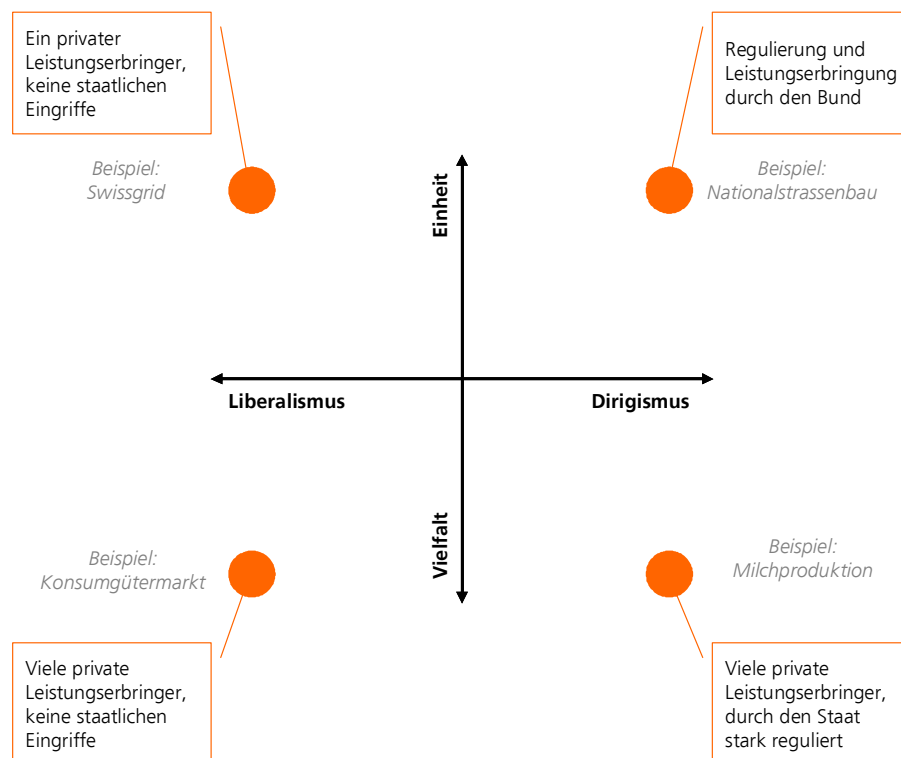 Ein privater
Leistungserbringer,
keine staatlichen
Eingriffe
Regulierung und
Leistungserbringung
durch den Bund
Beispiel:
Swissgrid
Beispiel:
Nationalstrassenbau
Einheit
Liberalismus
Dirigismus
Vielfalt
Beispiel:
Konsumgütermarkt
Beispiel:
Milchproduktion
Viele private
Leistungserbringer,
keine staatlichen
Eingriffe
Viele private
Leistungserbringer,
durch den Staat
stark reguliert